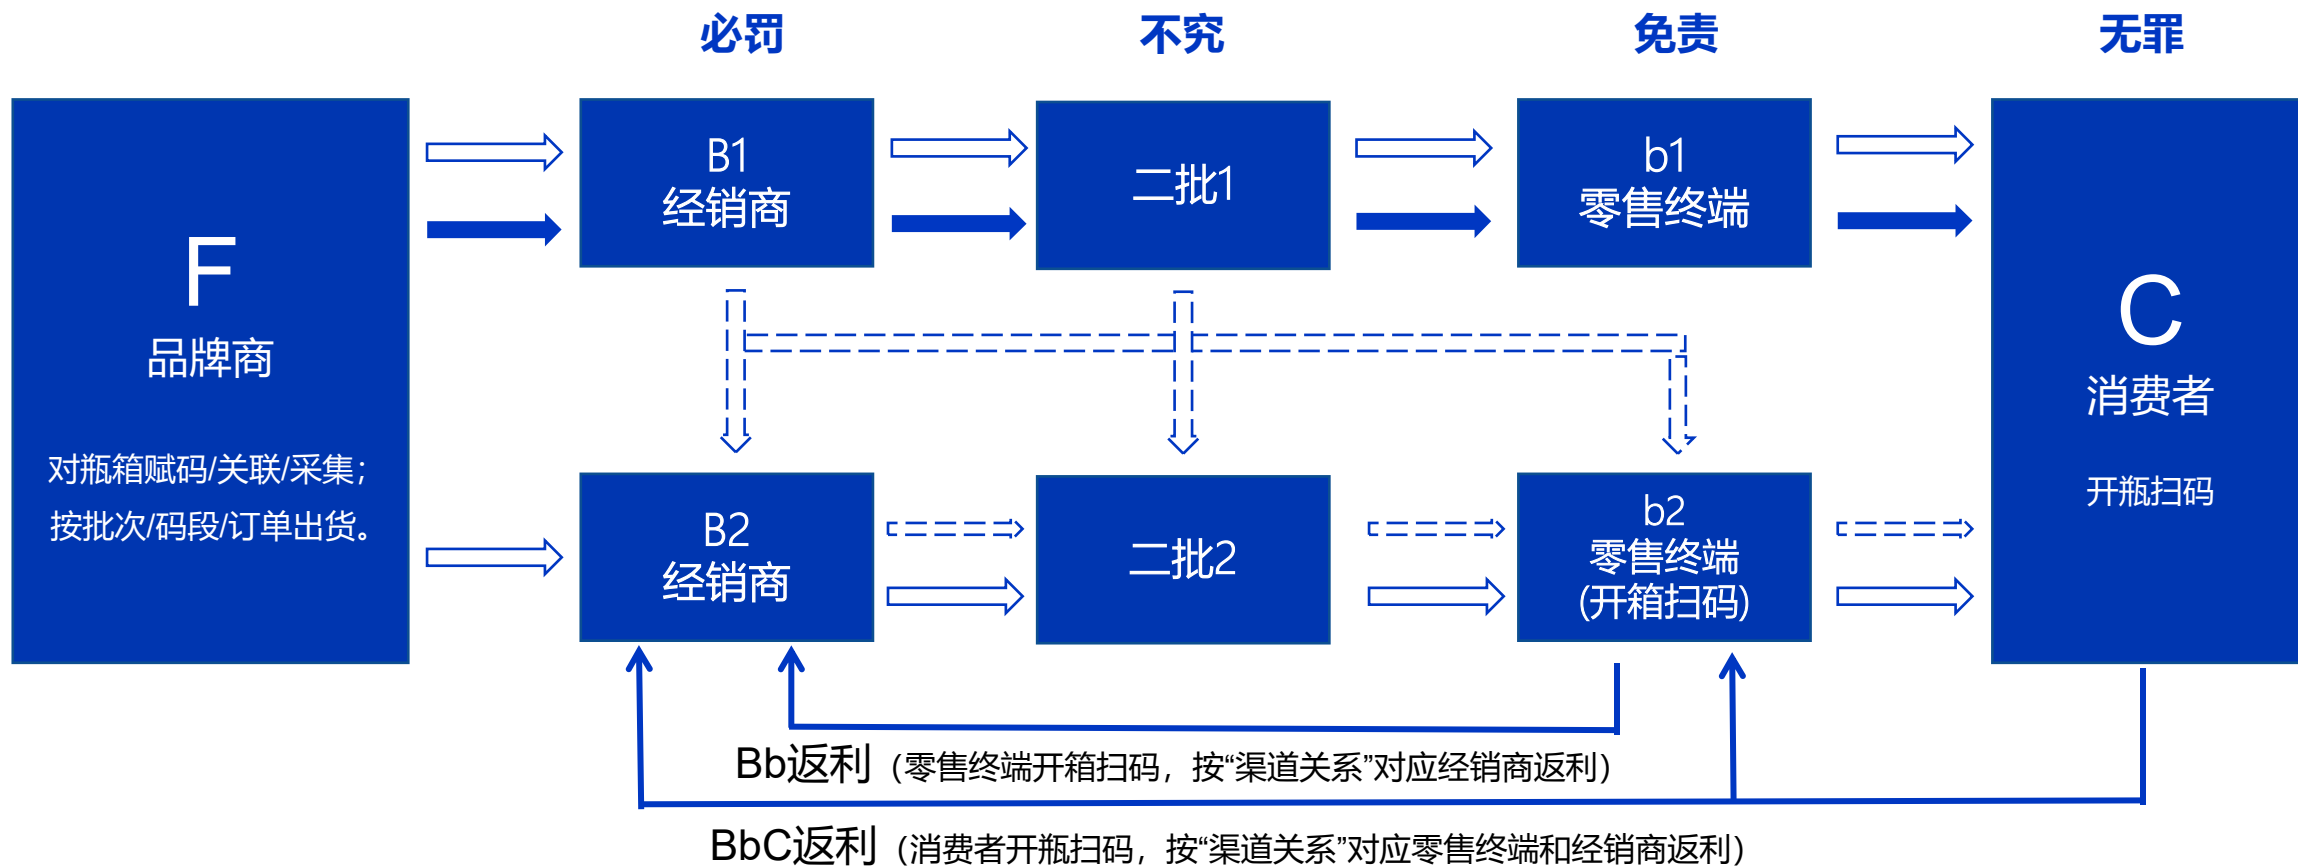 必罚
不究
免责
无罪
F
品牌商
对瓶箱赋码/关联/采集；
按批次/码段/订单出货。
B1
经销商
二批1
b1
零售终端
C
消费者
开瓶扫码
B2
经销商
二批2
b2
零售终端
(开箱扫码)
Bb返利（零售终端开箱扫码，按“渠道关系”对应经销商返利）
BbC返利（消费者开瓶扫码，按“渠道关系”对应零售终端和经销商返利）